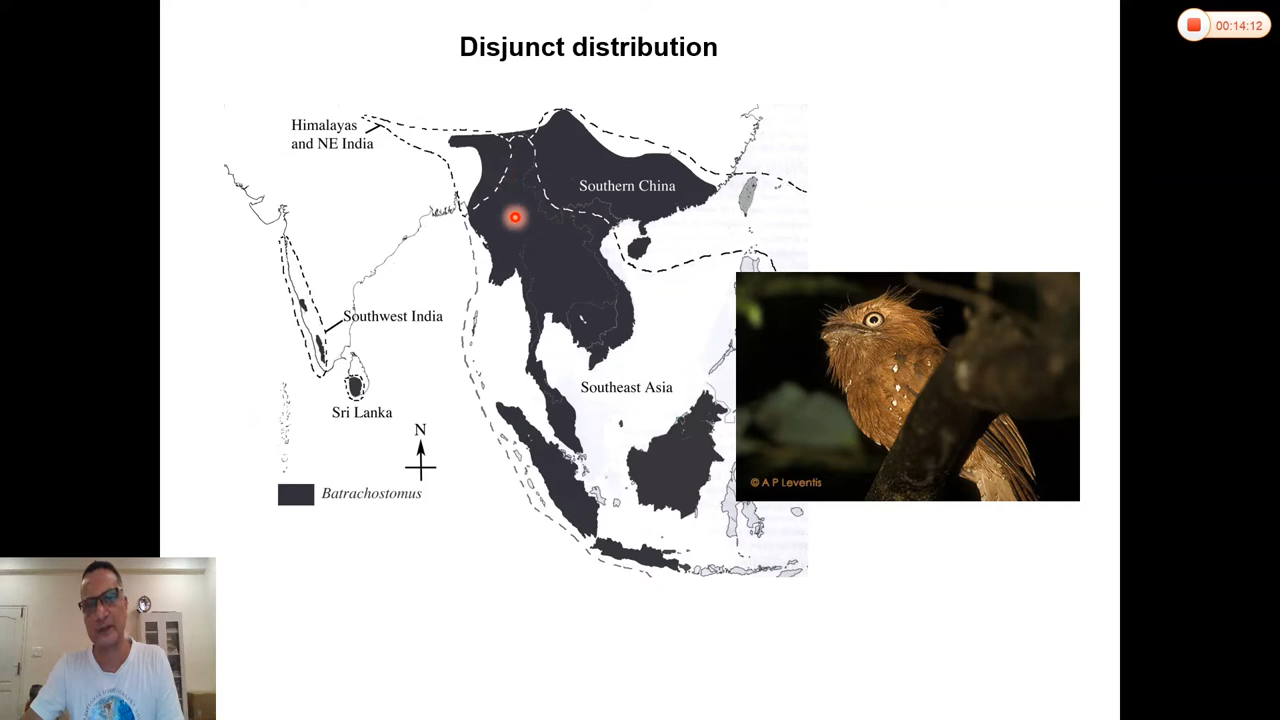 00:14:12
Disjunct distribution
Himalayas
and NE India
Southern China
Southwest India
Southeast Asia
Sri Lanka
N
Batrachostomus
© A P Leventis